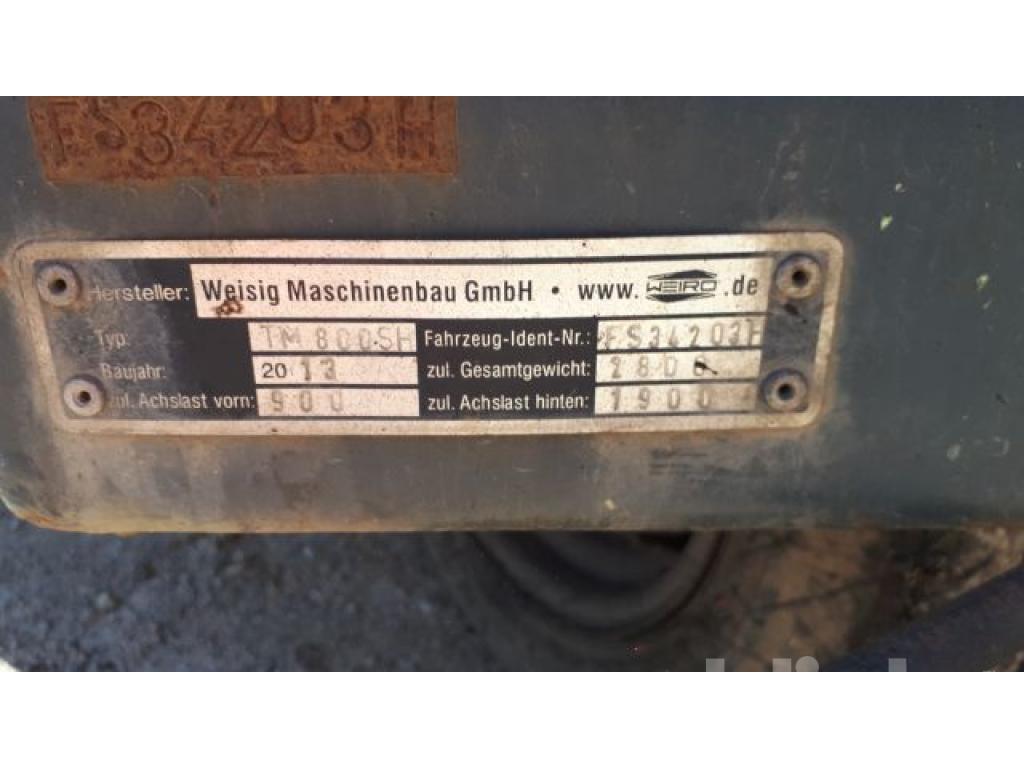 FS34203H
Hersteller: Weisig Maschinenbau GmbH • www.WEIRO.de
Typ: TM 800SH Fahrzeug-Ident-Nr.: FS34203H
Baujahr: 2013 zul. Gesamtgewicht: 2800
zul. Achslast vorn: 900 zul. Achslast hinten: 1900